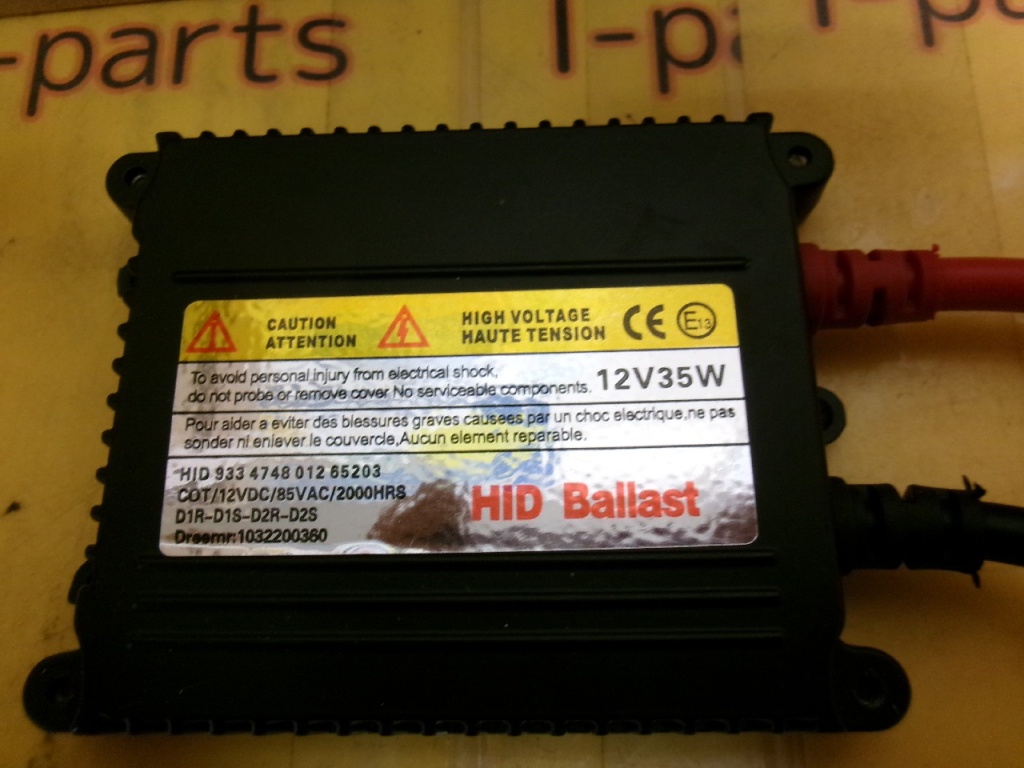 -parts
I-pa
I-p
CAUTION
ATTENTION
HIGH VOLTAGE
HAUTE TENSION
CE E13
To avoid personal injury from electrical shock,
do not probe or remove cover No serviceable components.
12V35W
Pour aider a eviter des blessures graves causees par un choc electrique,ne pas
sonder ni enlever le couvercle,Aucun element reparable.
HID 933 4748 012 65203
COT/12VDC/85VAC/2000HRS
D1R-D1S-D2R-D2S
Drsemr:1032200360
HID Ballast